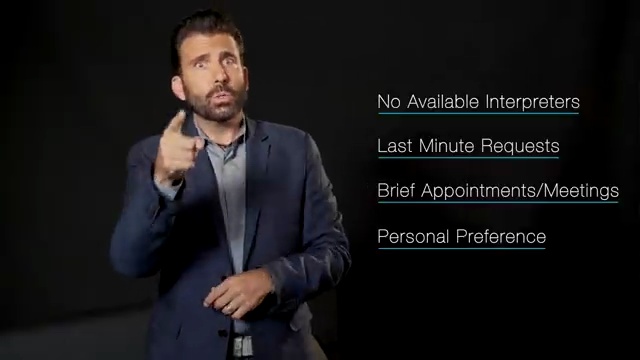 No Available Interpreters
Last Minute Requests
Brief Appointments/Meetings
Personal Preference